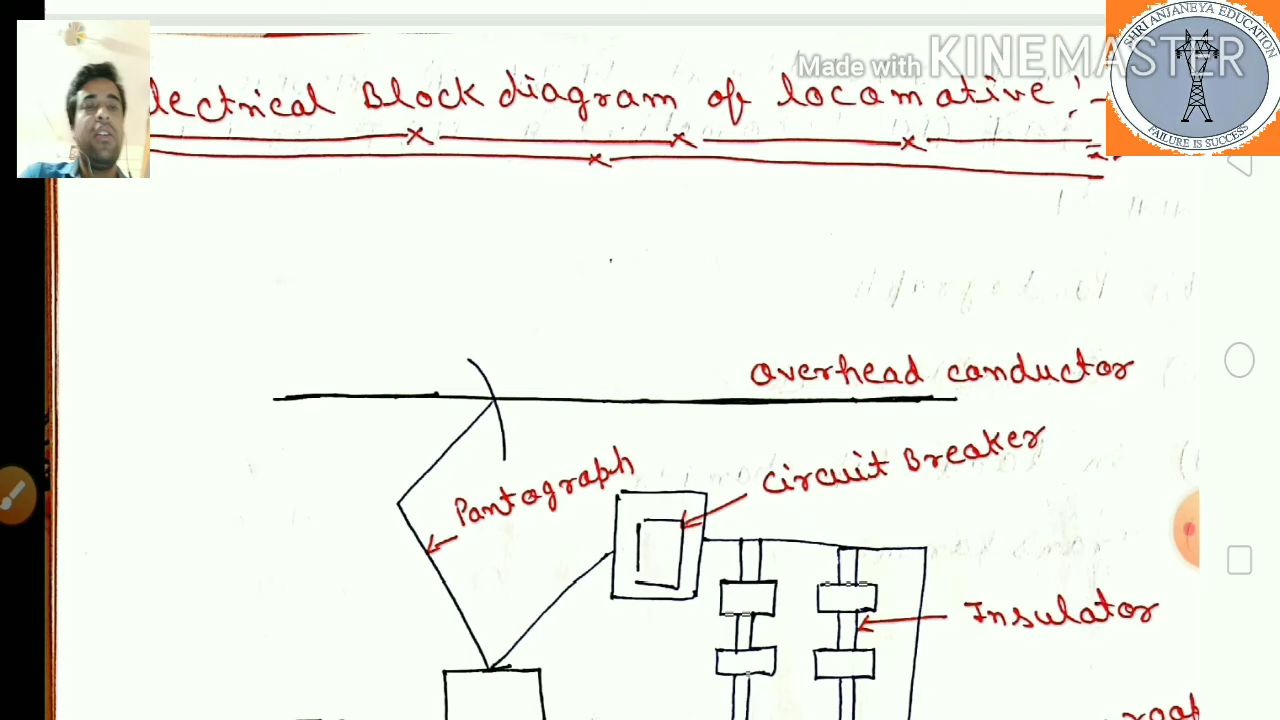 Made with KINEMASTER
SHRI ANJANEYA EDUCATION
FAILURE IS SUCCESS
lectrical Block diagram of locomative :-
overhead conductor
Circuit Breaker
Pantograph
Insulator